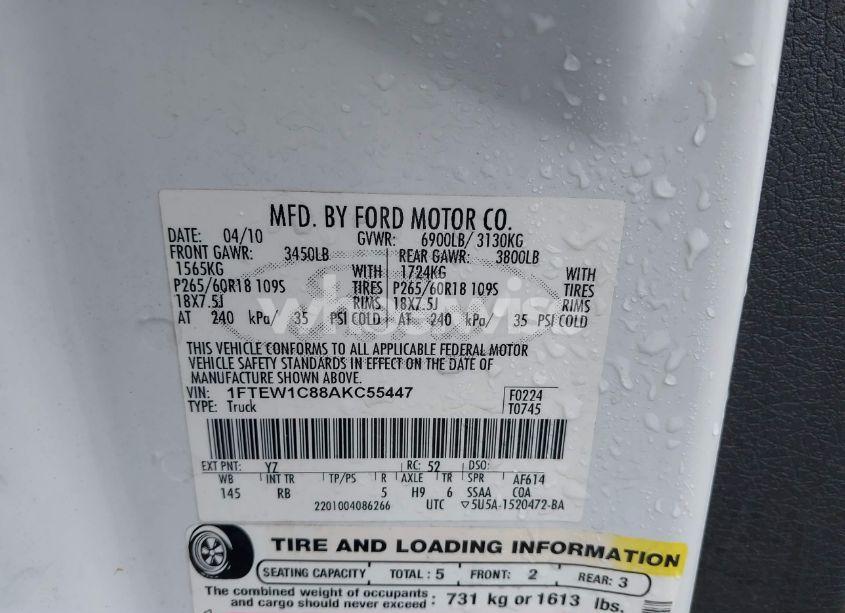 MFD. BY FORD MOTOR CO.
DATE: 04/10 GVWR: 6900LB/ 3130KG
FRONT GAWR: 3450LB REAR GAWR: 3800LB
1565KG WITH 1724KG WITH
P265/60R18 109S TIRES P265/60R18 109S TIRES
18X7.5J RIMS 18X7.5J RIMS
AT 240 kPa/ 35 PSI COLD AT 240 kPa/ 35 PSI COLD
THIS VEHICLE CONFORMS TO ALL APPLICABLE FEDERAL MOTOR
VEHICLE SAFETY STANDARDS IN EFFECT ON THE DATE OF
MANUFACTURE SHOWN ABOVE.
VIN: 1FTEW1C88AKC55447 F0224
TYPE: Truck T0745
EXT PNT: YZ RC: 52 DSO:
WB INT TR TP/PS R AXLE TR SPR AF614
145 RB 5 H9 6 SSAA COA
2201004086266 UTC ▽5U5A-1520472-BA
TIRE AND LOADING INFORMATION
SEATING CAPACITY TOTAL: 5 FRONT: 2 REAR: 3
The combined weight of occupants
and cargo should never exceed: 731 kg or 1613 lbs.